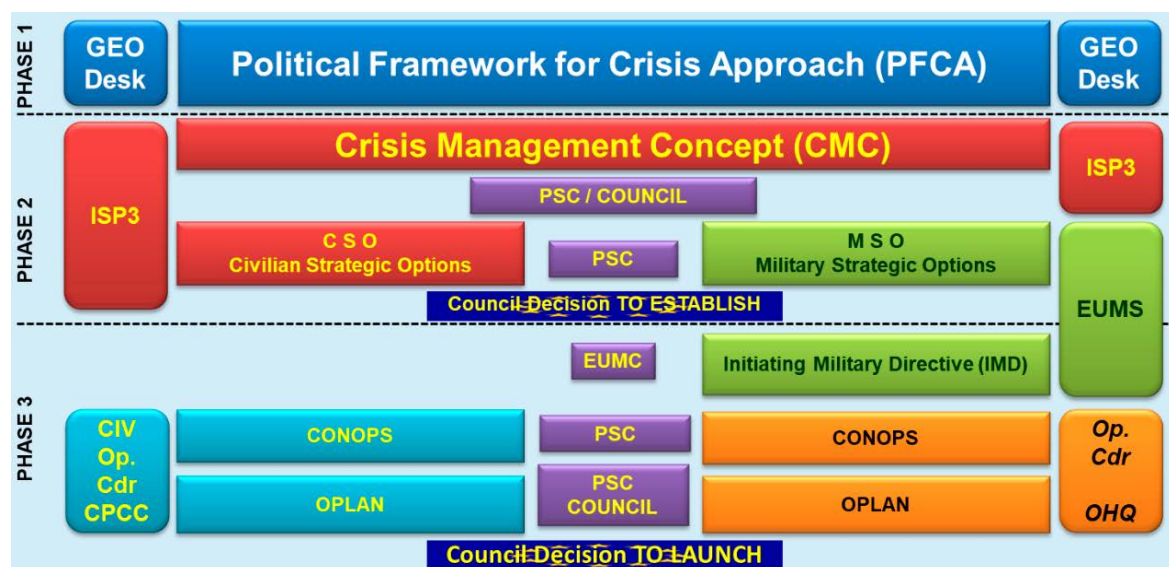 PHASE 1
GEO
Desk
Political Framework for Crisis Approach (PFCA)
GEO
Desk
PHASE 2
ISP3
Crisis Management Concept (CMC)
ISP3
PSC / COUNCIL
C S O
Civilian Strategic Options
PSC
M S O
Military Strategic Options
Council Decision TO ESTABLISH
EUMS
PHASE 3
EUMC
Initiating Military Directive (IMD)
CIV
Op.
Cdr
CPCC
CONOPS
PSC
CONOPS
Op.
Cdr
OHQ
OPLAN
PSC
COUNCIL
OPLAN
Council Decision TO LAUNCH